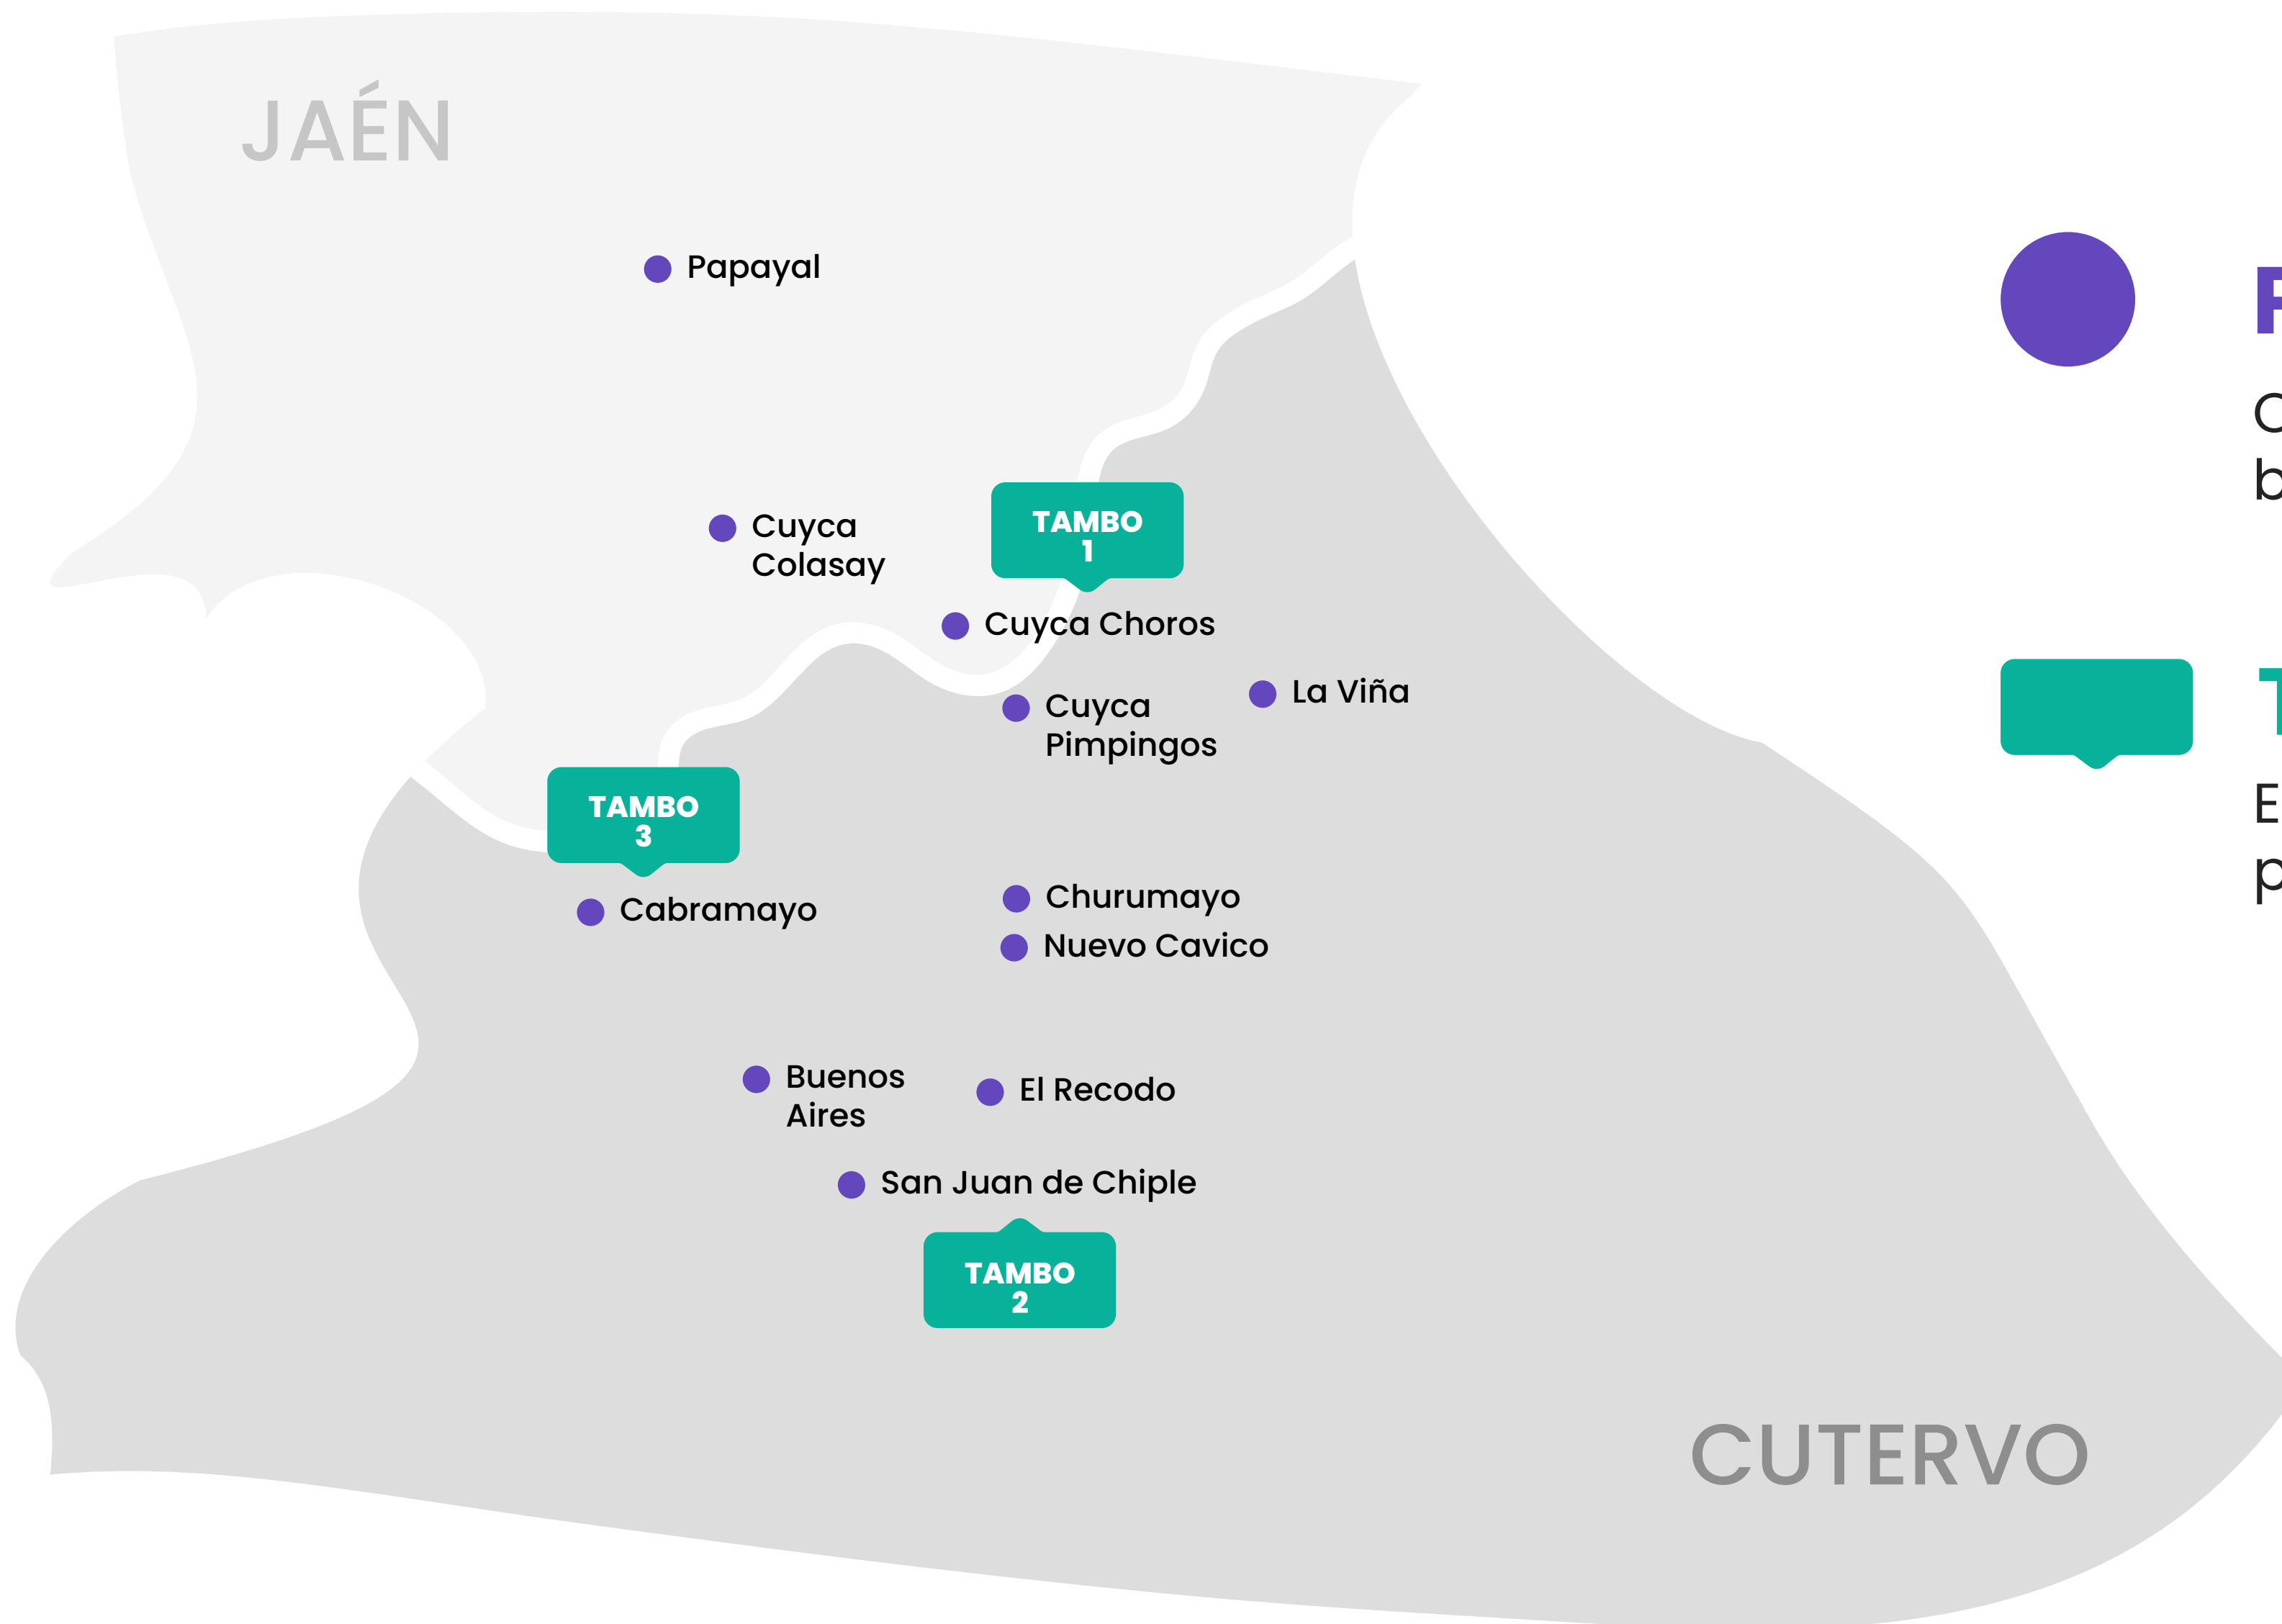 JAÉN
Papayal
Cuyca
Colasay
TAMBO
1
Cuyca Choros
La Viña
Cuyca
Pimpingos
TAMBO
3
Cabramayo
Churumayo
Nuevo Cavico
Buenos
Aires
El Recodo
San Juan de Chiple
TAMBO
2
CUTERVO